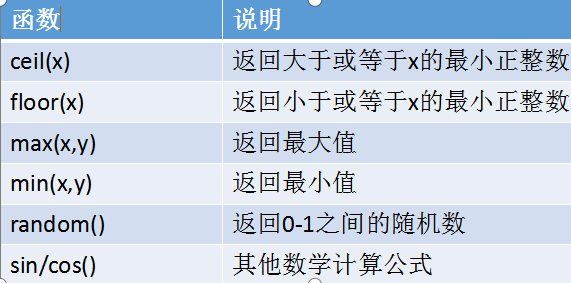 函数 说明
ceil(x) 返回大于或等于x的最小正整数
floor(x) 返回小于或等于x的最小正整数
max(x,y) 返回最大值
min(x,y) 返回最小值
random() 返回0-1之间的随机数
sin/cos() 其他数学计算公式